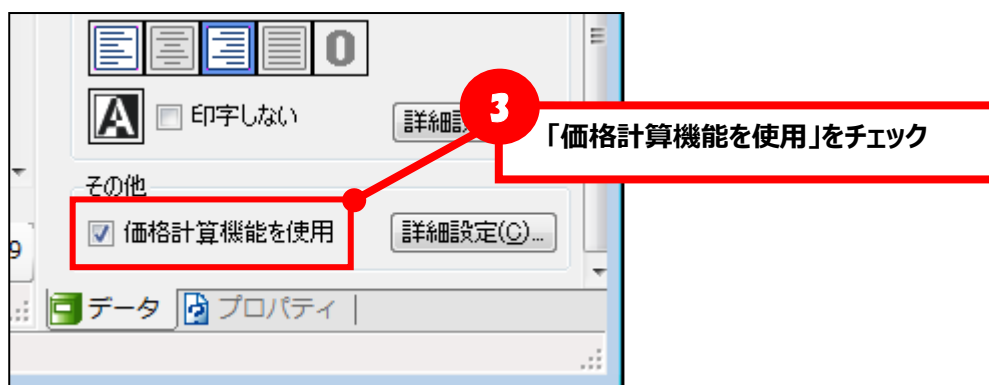 0
A 印字しない 詳細設
3
「価格計算機能を使用」をチェック
その他
価格計算機能を使用 詳細設定(C)...
9
データ プロパティ